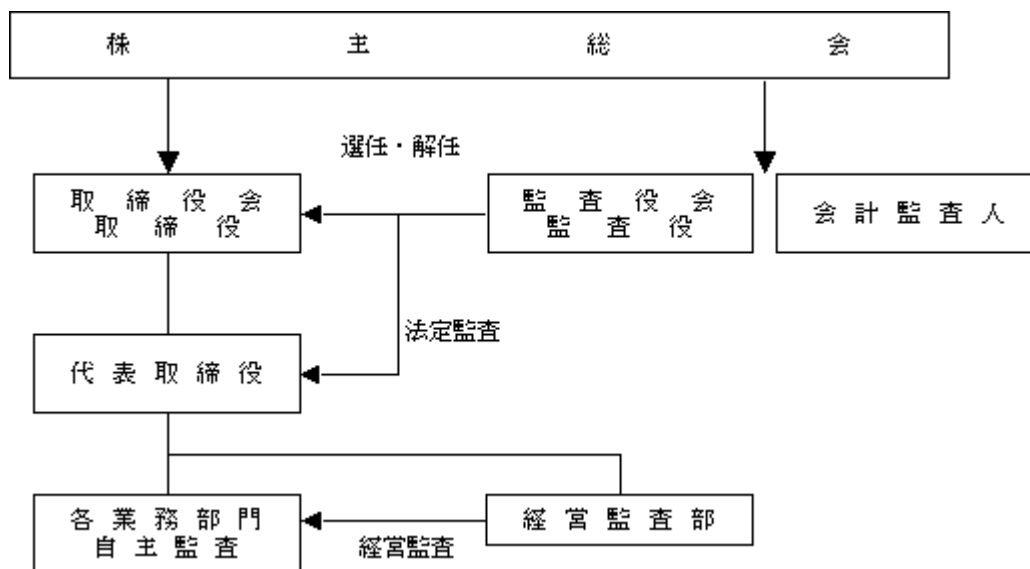 株主総会
選任・解任
取締役会
取締役
監査役会
監査役
会計監査人
法定監査
代表取締役
各業務部門
自主監査
経営監査
経営監査部